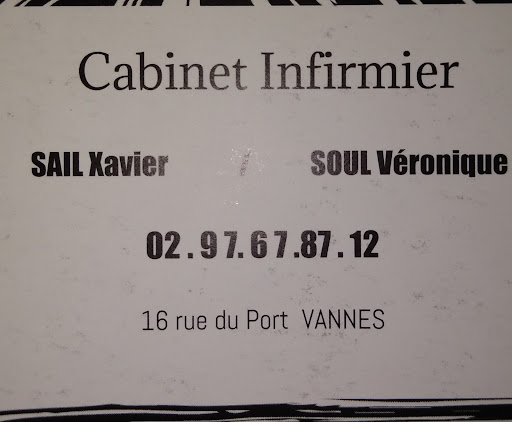 Cabinet Infirmier
SAIL Xavier / SOUL Véronique
02.97.67.87.12
16 rue du Port VANNES